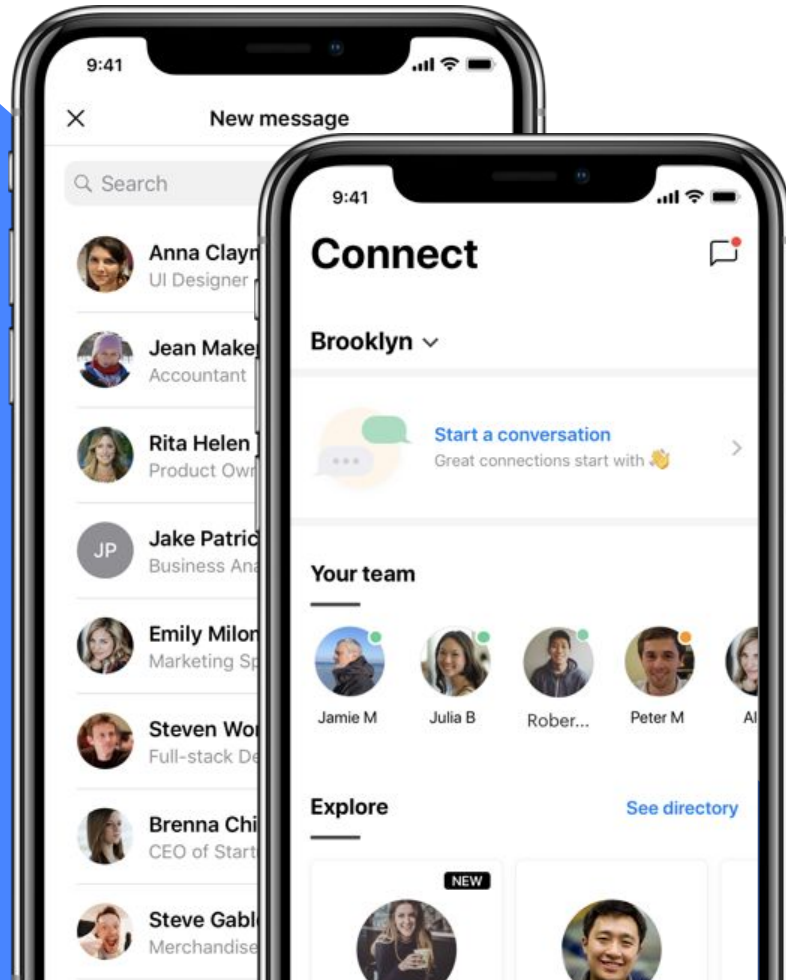 9:41
New message
Search
Anna Clayn
UI Designer
Jean Make
Accountant
Rita Helen
Product Own
JP
Jake Patric
Business Ana
Emily Milon
Marketing Sp
Steven Wo
Full-stack De
Brenna Chi
CEO of Start
Steve Gabl
Merchandise
9:41
Connect
Brooklyn
Start a conversation
Great connections start with 👋
Your team
Jamie M
Julia B
Rober...
Peter M
Al
Explore
See directory
NEW